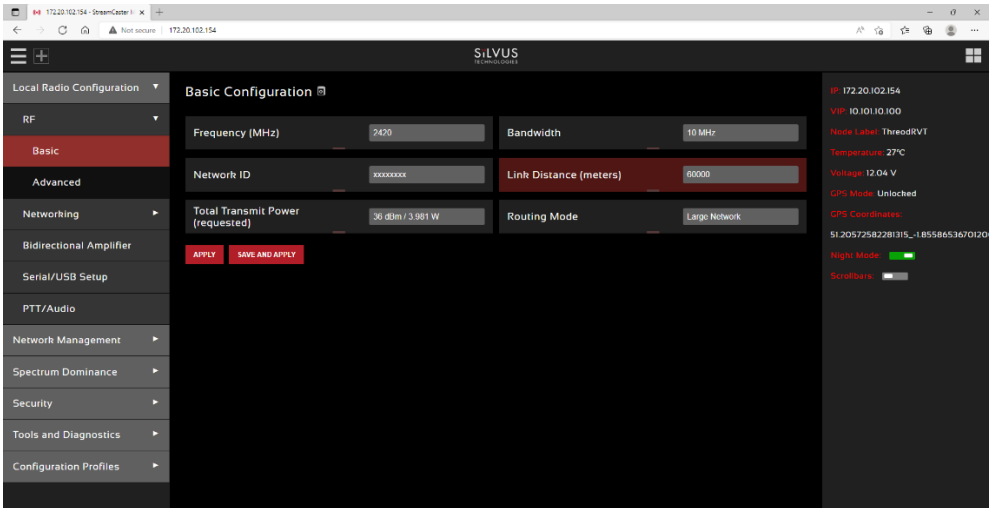 172.20.102.154 - StreamCaster
Not secure 172.20.102.154
SiLVUS
TECHNOLOGIES
Local Radio Configuration
RF
Basic
Advanced
Networking
Bidirectional Amplifier
Serial/USB Setup
PTT/Audio
Network Management
Spectrum Dominance
Security
Tools and Diagnostics
Configuration Profiles
Basic Configuration
Frequency (MHz) 2420
Bandwidth 10 MHz
Network ID xxxxxxxx
Link Distance (meters) 60000
Total Transmit Power
(requested) 36 dBm / 3.981 W
Routing Mode Large Network
APPLY SAVE AND APPLY
IP: 172.20.102.154
VIP: 10.101.10.100
Node Label: ThreodRVT
Temperature: 27°C
Voltage: 12.04 V
GPS Mode: Unlocked
GPS Coordinates:
51.20572582281315,-1.8558653670120
Night Mode:
Scrollbars: